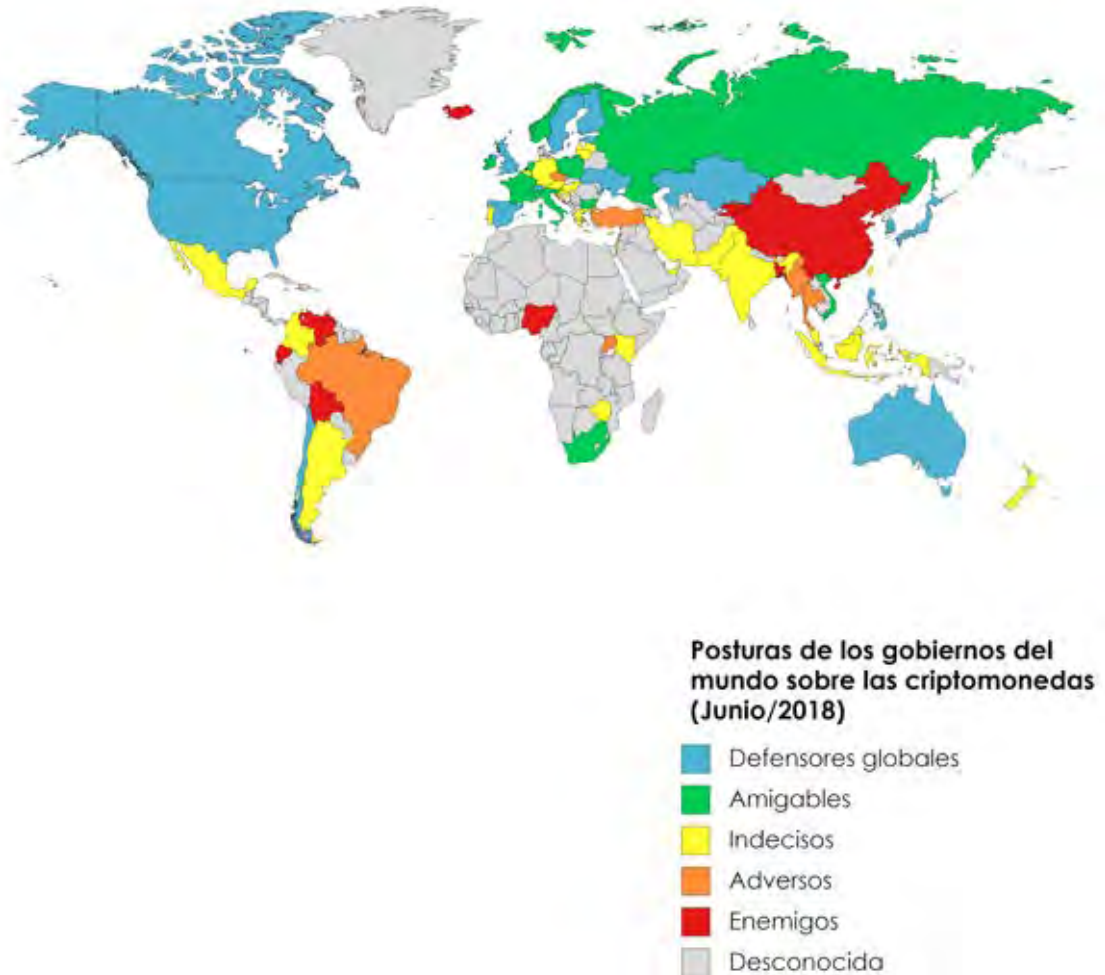 Posturas de los gobiernos del
mundo sobre las criptomonedas
(Junio/2018)
Defensores globales
Amigables
Indecisos
Adversos
Enemigos
Desconocida